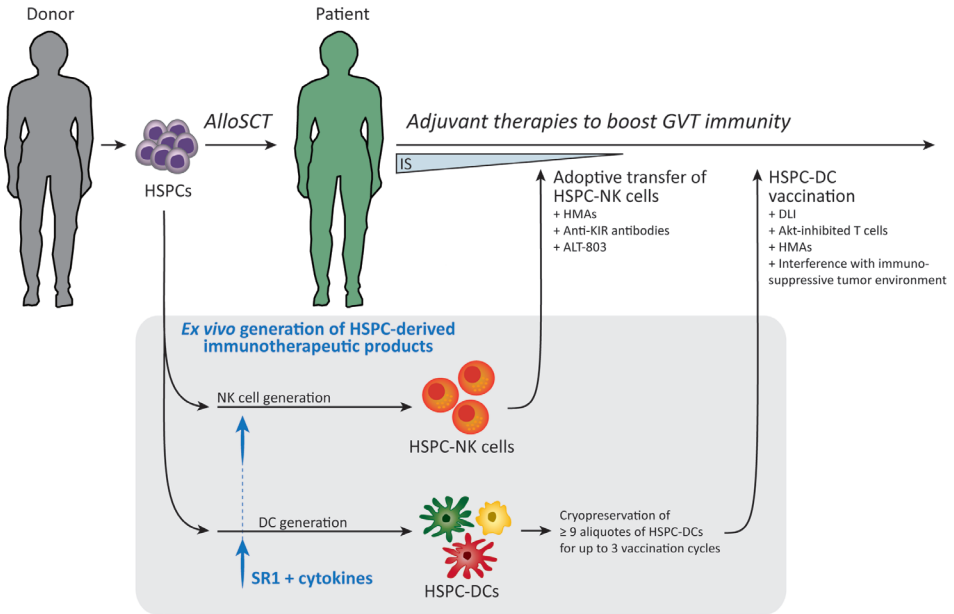 Donor
Patient
AlloSCT
Adjuvant therapies to boost GVT immunity
IS
HSPCs
Adoptive transfer of
HSPC-NK cells
+ HMAs
+ Anti-KIR antibodies
+ ALT-803
HSPC-DC
vaccination
+ DLI
+ Akt-inhibited T cells
+ HMAs
+ Interference with immuno-
suppressive tumor environment
Ex vivo generation of HSPC-derived
immunotherapeutic products
NK cell generation
HSPC-NK cells
DC generation
HSPC-DCs
Cryopreservation of
≥ 9 aliquotes of HSPC-DCs
for up to 3 vaccination cycles
SR1 + cytokines